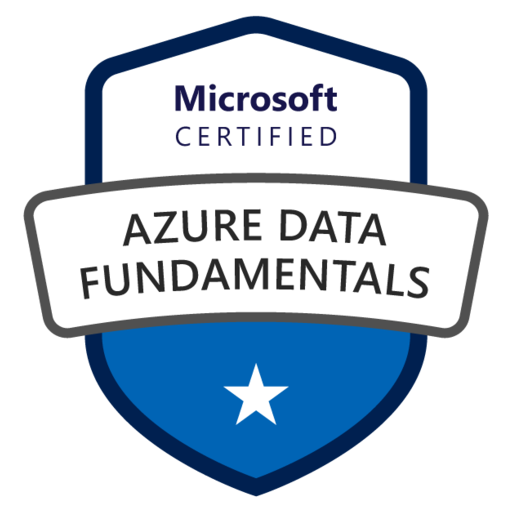 Microsoft
CERTIFIED
AZURE DATA
FUNDAMENTALS